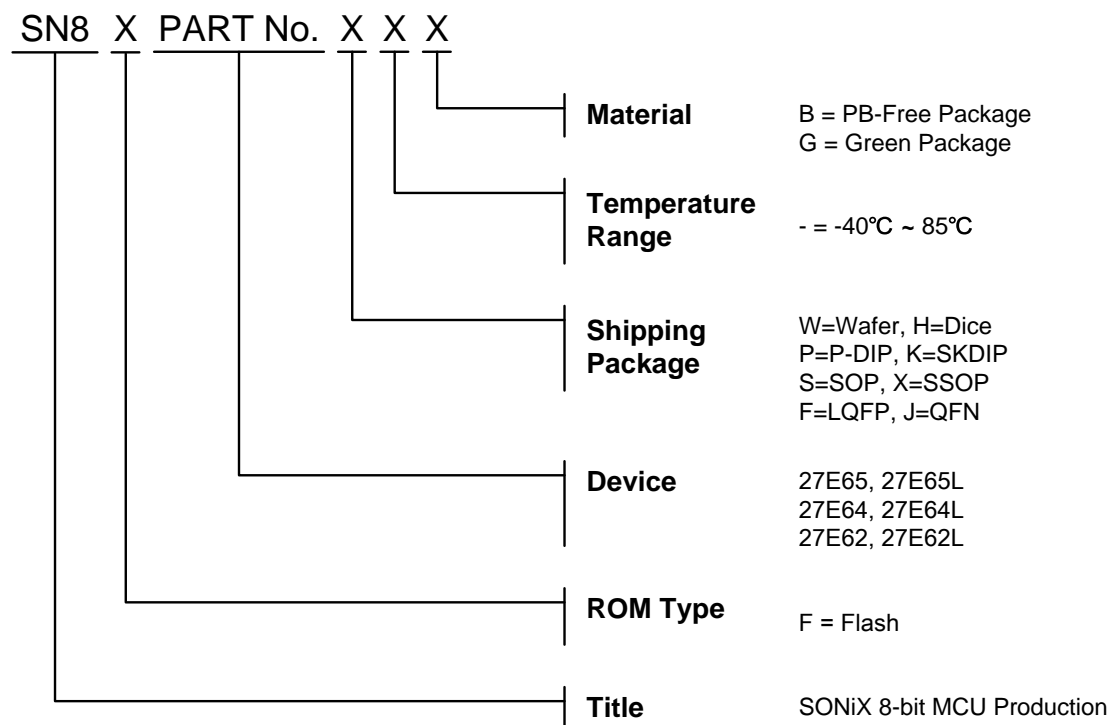 SN8 X PART No. X X X
Material
B = PB-Free Package
G = Green Package
Temperature
Range
- = -40℃ ~ 85℃
Shipping
Package
W=Wafer, H=Dice
P=P-DIP, K=SKDIP
S=SOP, X=SSOP
F=LQFP, J=QFN
Device
27E65, 27E65L
27E64, 27E64L
27E62, 27E62L
ROM Type
F = Flash
Title
SONiX 8-bit MCU Production